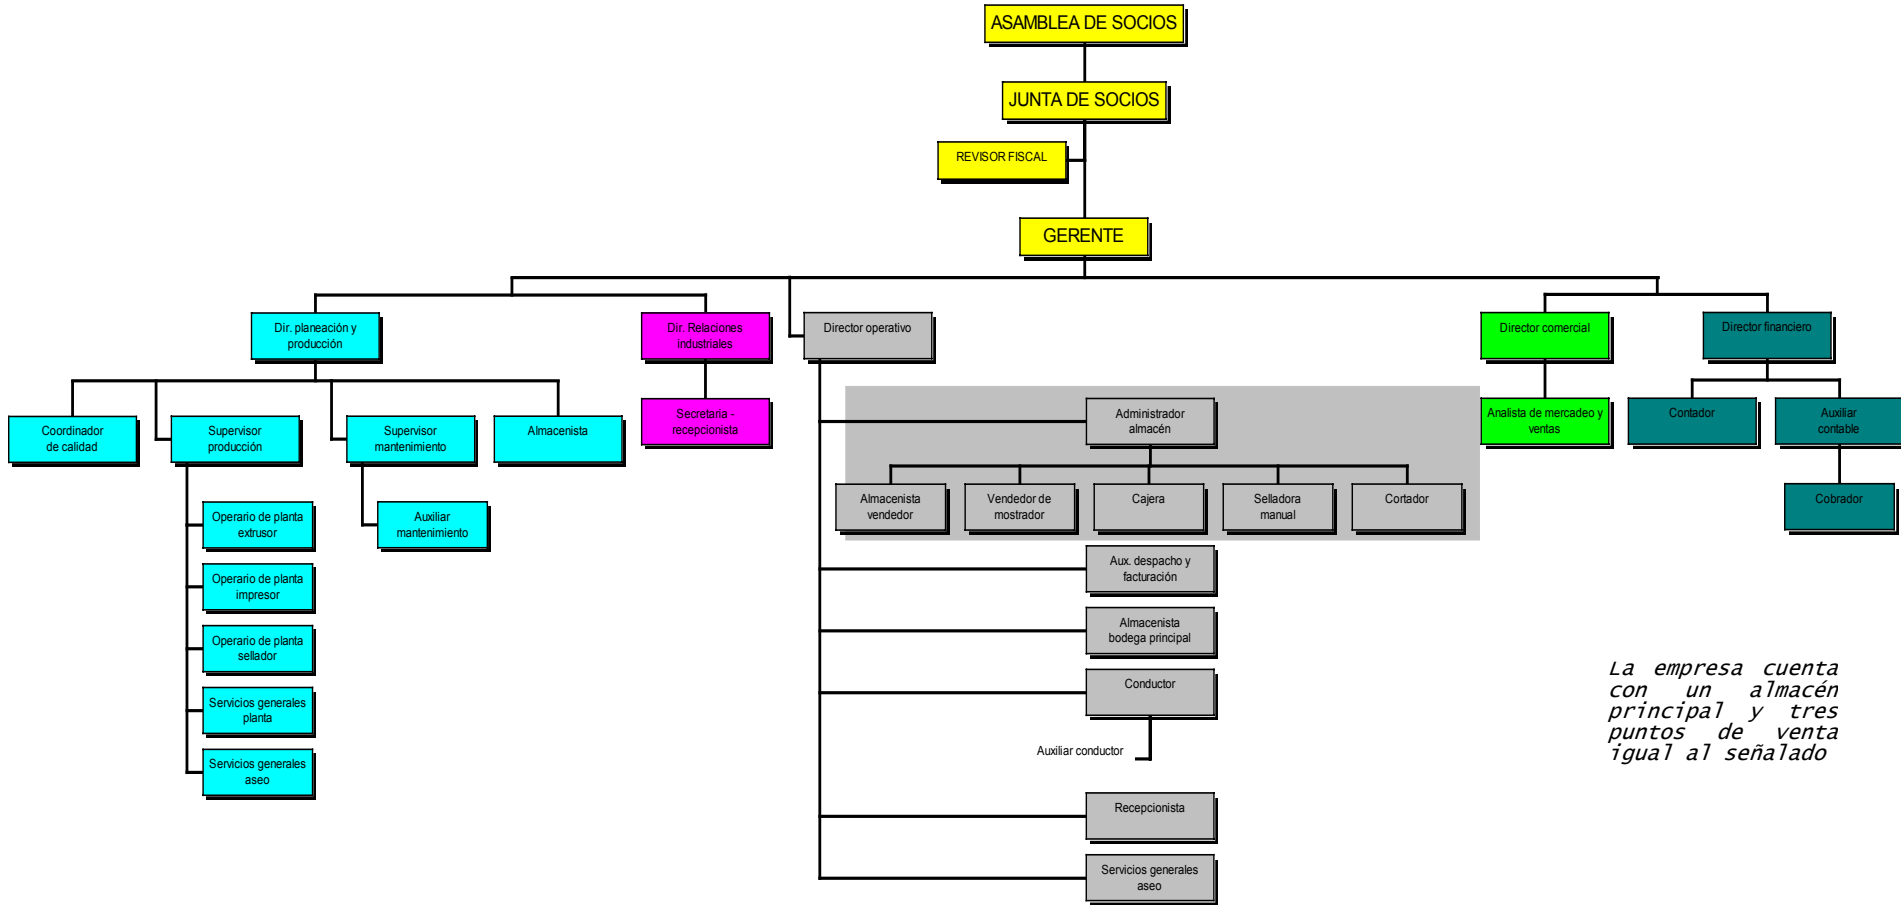 ASAMBLEA DE SOCIOS
JUNTA DE SOCIOS
REVISOR FISCAL
GERENTE
Dir. planeación y
producción
Dir. Relaciones
industriales
Director operativo
Director comercial
Director financiero
Coordinador
de calidad
Supervisor
producción
Supervisor
mantenimiento
Almacenista
Secretaria -
recepcionista
Administrador
almacén
Analista de mercadeo y
ventas
Contador
Auxiliar
contable
Operario de planta
extrusor
Auxiliar
mantenimiento
Almacenista
vendedor
Vendedor de
mostrador
Cajera
Selladora
manual
Cortador
Cobrador
Operario de planta
impresor
Aux. despacho y
facturación
Operario de planta
sellador
Almacenista
bodega principal
Servicios generales
planta
Conductor
Auxiliar conductor
Servicios generales
aseo
Recepcionista
Servicios generales
aseo
La empresa cuenta
con un almacén
principal y tres
puntos de venta
igual al señalado